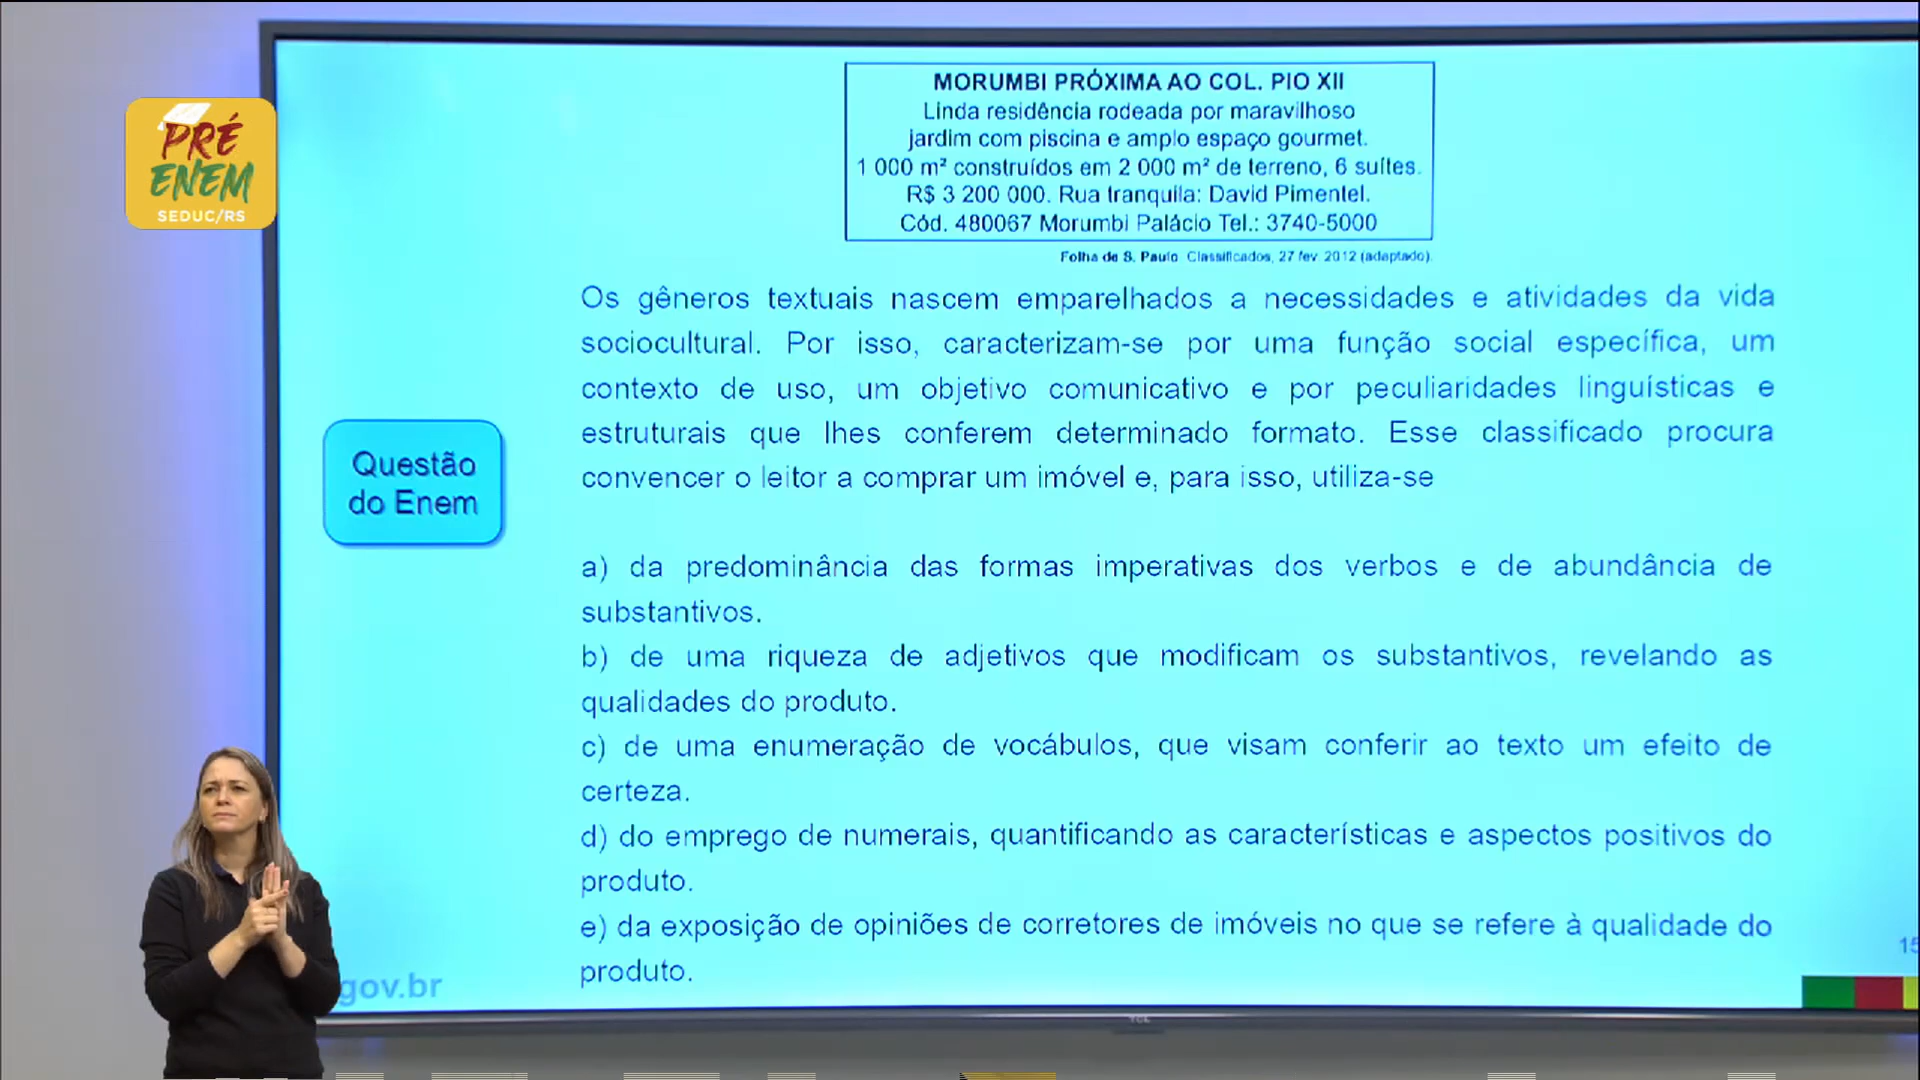 MORUMBI PRÓXIMA AO COL. PIO XII
Linda residência rodeada por maravilhoso
jardim com piscina e amplo espaço gourmet.
1 000 m² construídos em 2 000 m² de terreno, 6 suítes.
R$ 3 200 000. Rua tranquila: David Pimentel.
Cód. 480067 Morumbi Palácio Tel.: 3740-5000
Folha de S. Paulo. Classificados, 27 fev. 2012 (adaptado).
PRÉ
ENEM
SEDUC/RS
Os gêneros textuais nascem emparelhados a necessidades e atividades da vida
sociocultural. Por isso, caracterizam-se por uma função social específica, um
contexto de uso, um objetivo comunicativo e por peculiaridades linguísticas e
estruturais que lhes conferem determinado formato. Esse classificado procura
convencer o leitor a comprar um imóvel e, para isso, utiliza-se
Questão
do Enem
a) da predominância das formas imperativas dos verbos e de abundância de
substantivos.
b) de uma riqueza de adjetivos que modificam os substantivos, revelando as
qualidades do produto.
c) de uma enumeração de vocábulos, que visam conferir ao texto um efeito de
certeza.
d) do emprego de numerais, quantificando as características e aspectos positivos do
produto.
e) da exposição de opiniões de corretores de imóveis no que se refere à qualidade do
produto.
15
gov.br
TCL